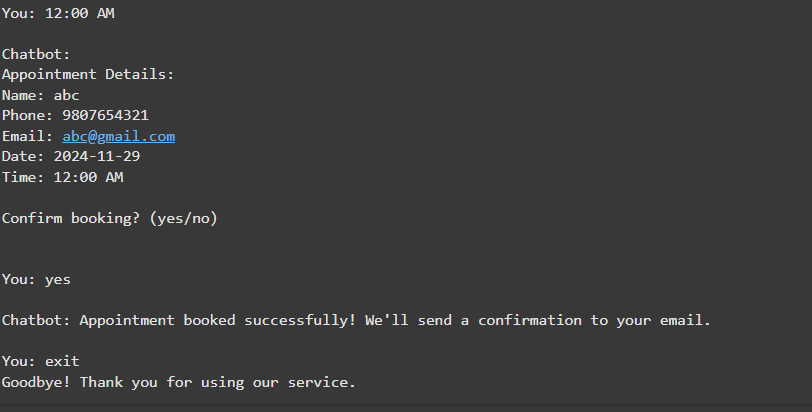 You: 12:00 AM
Chatbot:
Appointment Details:
Name: abc
Phone: 9807654321
Email: abc@gmail.com
Date: 2024-11-29
Time: 12:00 AM
Confirm booking? (yes/no)
You: yes
Chatbot: Appointment booked successfully! We'll send a confirmation to your email.
You: exit
Goodbye! Thank you for using our service.